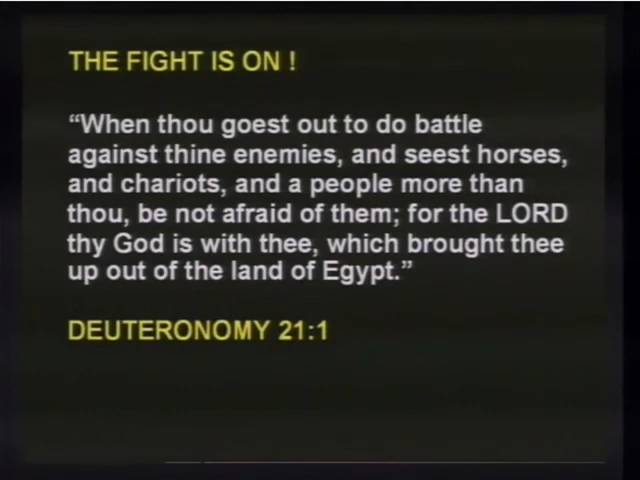 THE FIGHT IS ON !
“When thou goest out to do battle
against thine enemies, and seest horses,
and chariots, and a people more than
thou, be not afraid of them; for the LORD
thy God is with thee, which brought thee
up out of the land of Egypt.”
DEUTERONOMY 21:1